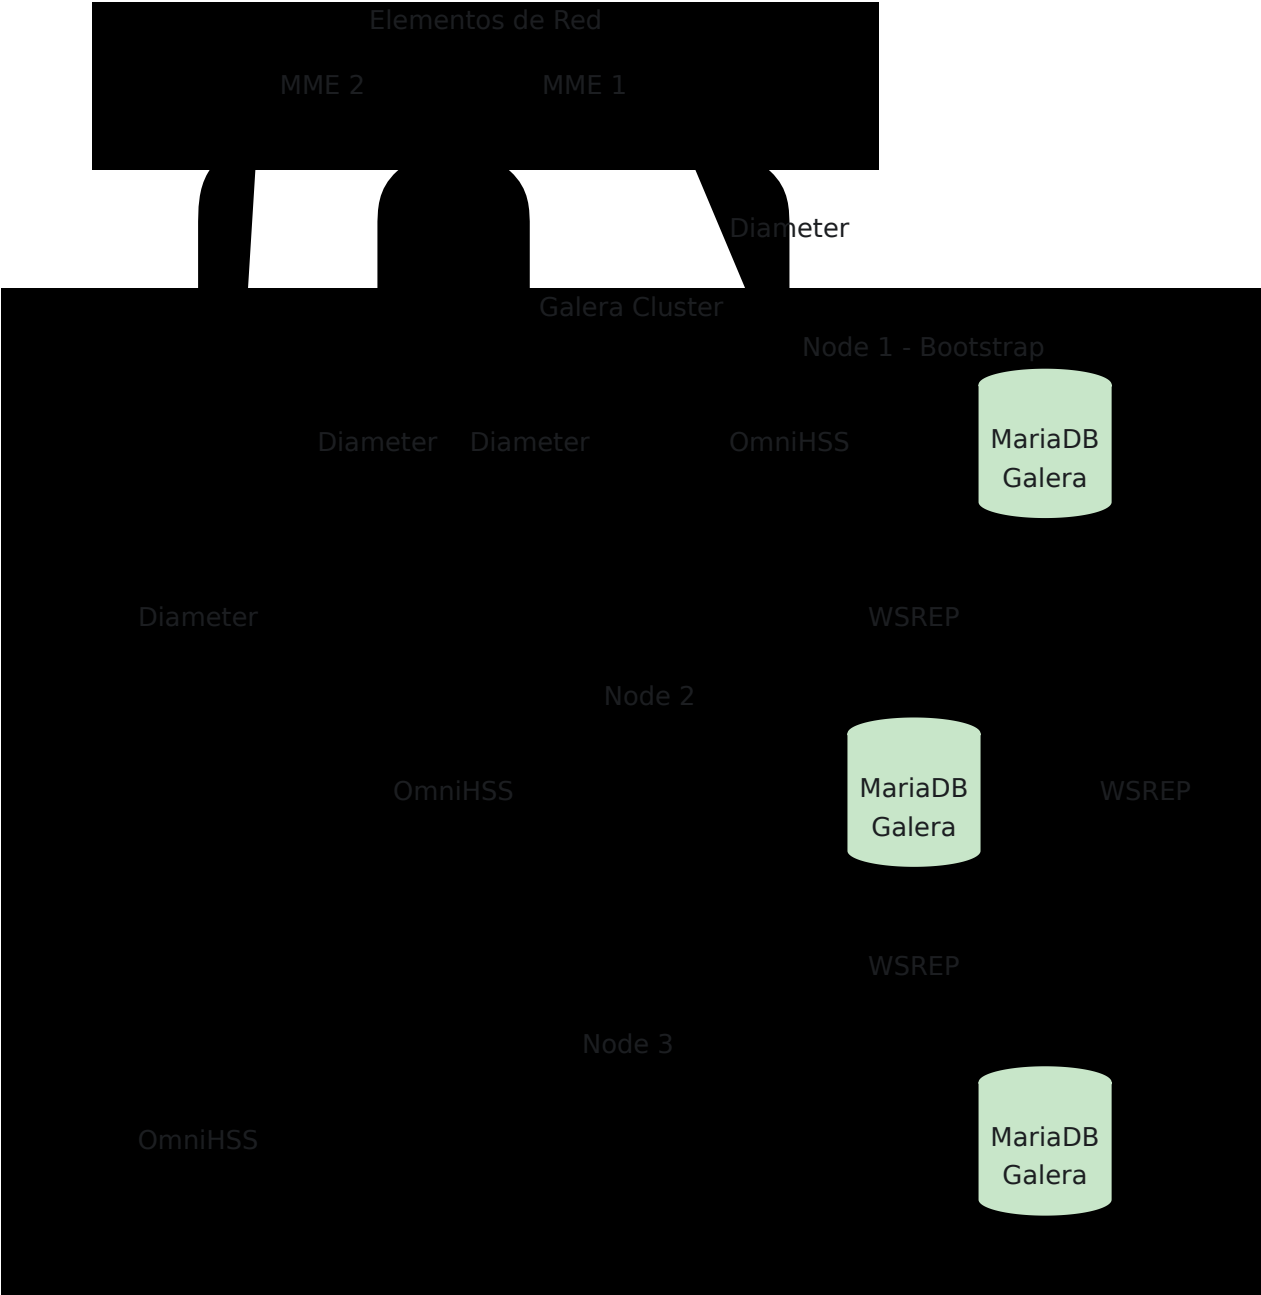 Elementos de Red
MME 2
MME 1
Diameter
Galera Cluster
Node 1 - Bootstrap
Diameter
Diameter
OmniHSS
MariaDB
Galera
Diameter
WSREP
Node 2
OmniHSS
MariaDB
Galera
WSREP
WSREP
Node 3
OmniHSS
MariaDB
Galera